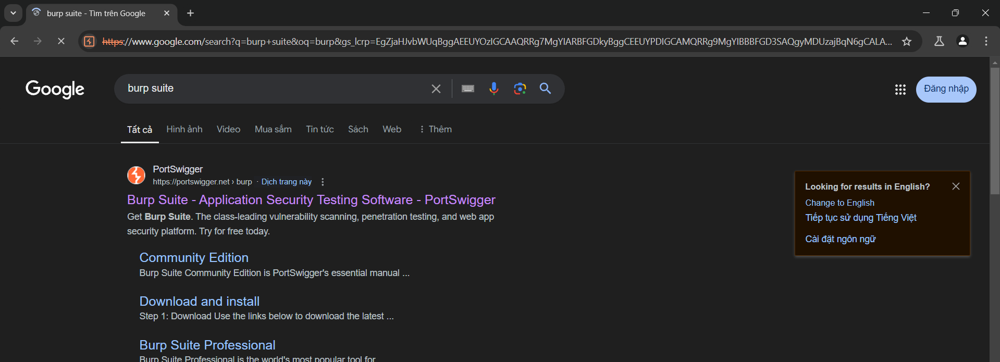 burp suite - Tìm trên Google
https://www.google.com/search?q=burp+suite&oq=burp&gs_lcrp=EgZjaHJvbWUqBggAEEUYOzIGCAAQRRg7MgYIARBFGDkyBggCEEUYPDIGCAMQRRg9MgYIBBBFGD3SAQgyMDUzajBqN6gCALA...
Google
burp suite
Đăng nhập
Tất cả Hình ảnh Video Mua sắm Tin tức Sách Web Thêm
PortSwigger
https://portswigger.net › burp · Dịch trang này
Burp Suite - Application Security Testing Software - PortSwigger
Get Burp Suite. The class-leading vulnerability scanning, penetration testing, and web app
security platform. Try for free today.
Community Edition
Burp Suite Community Edition is PortSwigger's essential manual ...
Download and install
Step 1: Download Use the links below to download the latest ...
Burp Suite Professional
Burp Suite Professional is the world's most popular tool for
Looking for results in English?
Change to English
Tiếp tục sử dụng Tiếng Việt
Cài đặt ngôn ngữ